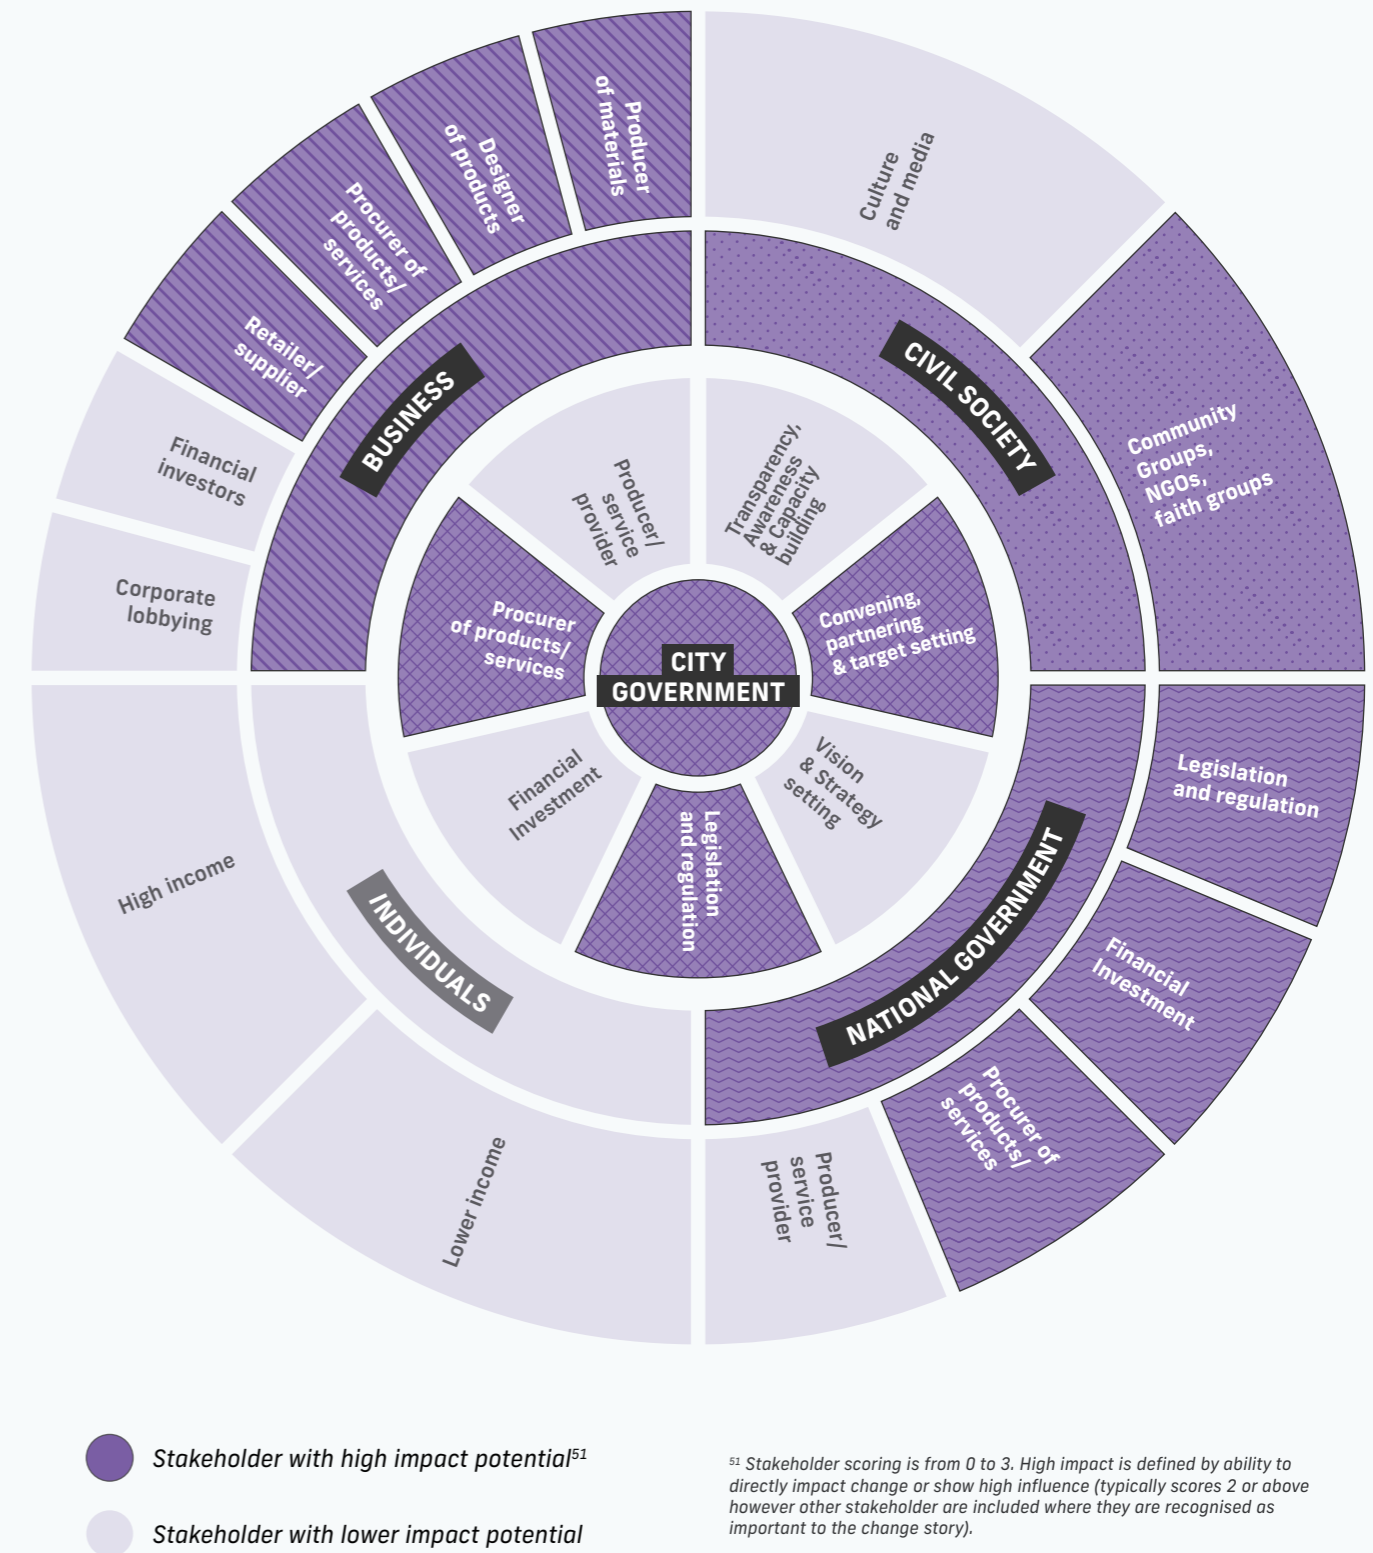 Producer
of materials
Designer
of products
Procurer of
products/
services
Retailer/
supplier
Financial
investors
Corporate
lobbying
BUSINESS
Culture
and media
Community
Groups,
NGOs,
faith groups
CIVIL SOCIETY
Producer/
service
provider
Transparency,
Awareness
& Capacity
building
Procurer
of products/
services
Convening,
partnering
& target setting
CITY
GOVERNMENT
Financial
Investment
Legislation
and regulation
Vision
& Strategy
setting
INDIVIDUALS
High income
Lower income
NATIONAL GOVERNMENT
Legislation
and regulation
Financial
Investment
Procurer of
products/
services
Producer/
service
provider
Stakeholder with high impact potential⁵¹
Stakeholder with lower impact potential
⁵¹ Stakeholder scoring is from 0 to 3. High impact is defined by ability to
directly impact change or show high influence (typically scores 2 or above
however other stakeholder are included where they are recognised as
important to the change story).